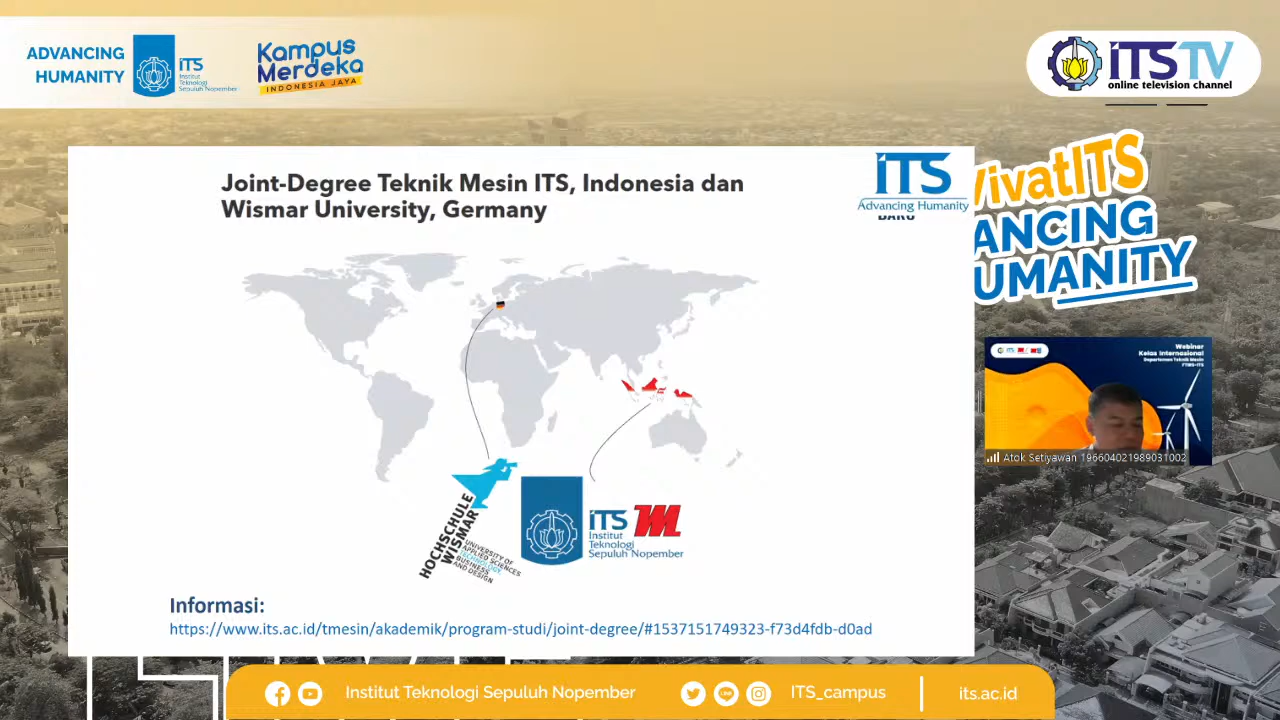 ADVANCING
HUMANITY
ITS
Institut
Teknologi
Sepuluh Nopember
Kampus
Merdeka
INDONESIA JAYA
ITSTV
online television channel
Joint-Degree Teknik Mesin ITS, Indonesia dan
Wismar University, Germany
ITS
Advancing Humanity
BARU
VivatITS
ANCING
UMANITY
Webinar
Kelas Internasional
Departemen Teknik Mesin
FTIRS-ITS
Atok Setiyawan 196604021989031002
HOCHSCHULE
WISMAR
UNIVERSITY OF
APPLIED SCIENCES
TECHNOLOGY
BUSINESS
AND DESIGN
ITS
Institut
Teknologi
Sepuluh Nopember
M
Informasi:
https://www.its.ac.id/tmesin/akademik/program-studi/joint-degree/#1537151749323-f73d4fdb-d0ad
Institut Teknologi Sepuluh Nopember
ITS_campus
its.ac.id